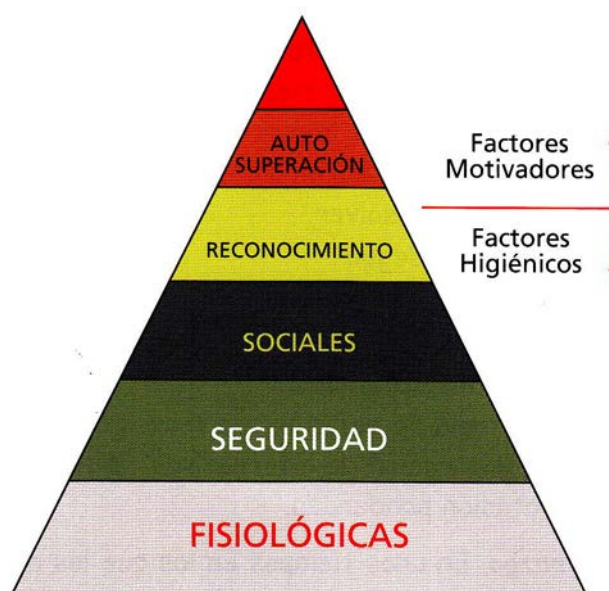 AUTO
SUPERACIÓN
Factores
Motivadores
RECONOCIMIENTO
Factores
Higiénicos
SOCIALES
SEGURIDAD
FISIOLÓGICAS